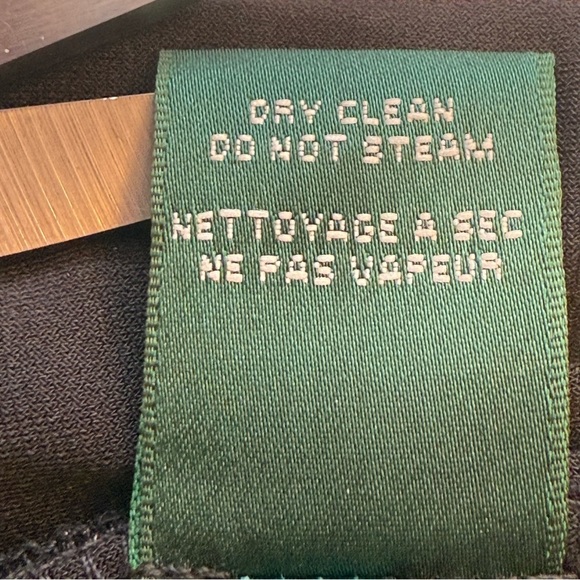 DRY CLEAN
DO NOT STEAM
NETTOYAGE A SEC
NE PAS VAPEUR